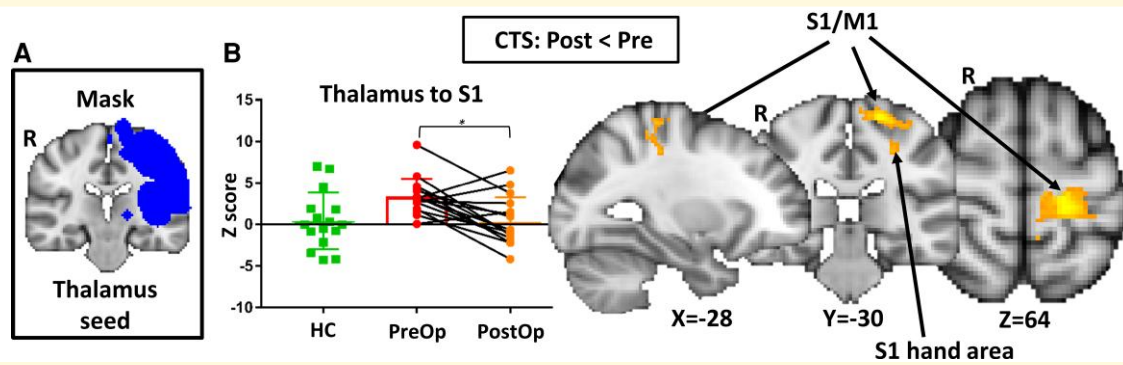 A
Mask
R
Thalamus
seed
B
CTS: Post < Pre
Thalamus to S1
*
Z score
15
10
5
0
-5
-10
HC
PreOp
PostOp
S1/M1
R
R
X=-28
Y=-30
Z=64
S1 hand area